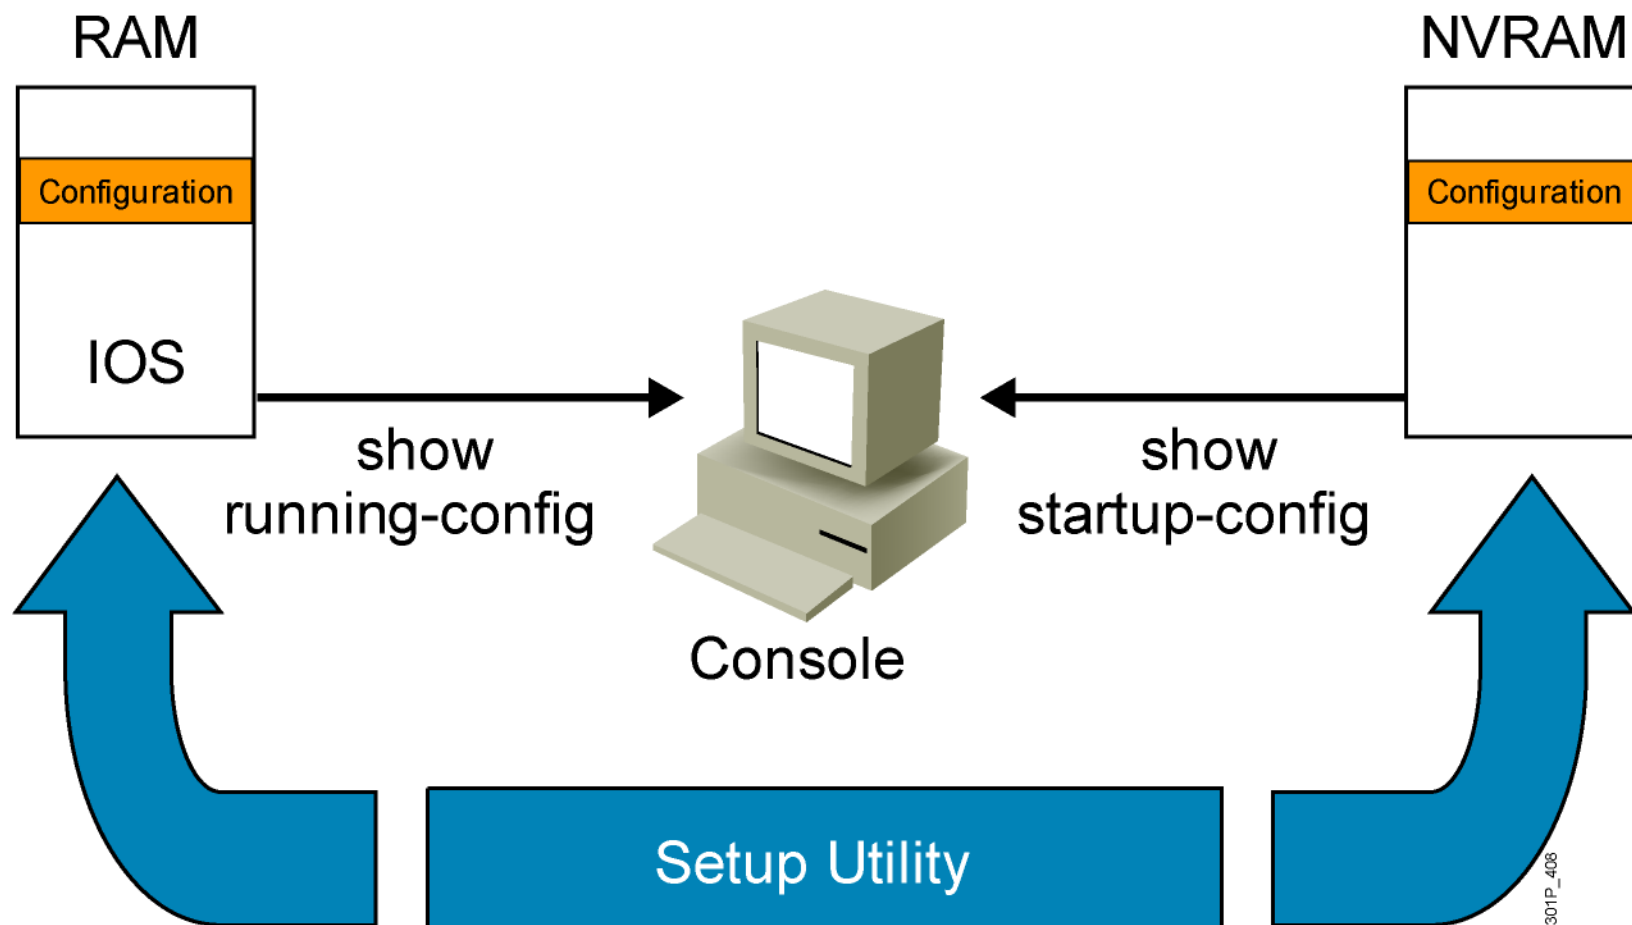 RAM
NVRAM
Configuration
Configuration
IOS
show
running-config
show
startup-config
Console
Setup Utility
301P_408